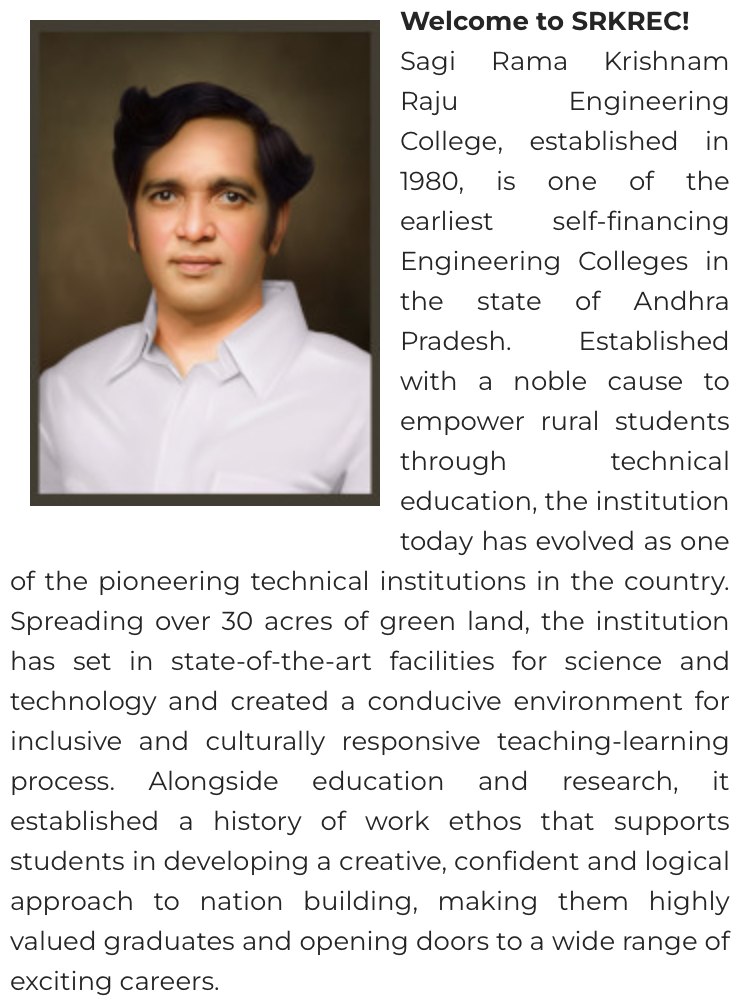 Welcome to SRKREC!
Sagi Rama Krishnam
Raju Engineering
College, established in
1980, is one of the
earliest self-financing
Engineering Colleges in
the state of Andhra
Pradesh. Established
with a noble cause to
empower rural students
through technical
education, the institution
today has evolved as one
of the pioneering technical institutions in the country.
Spreading over 30 acres of green land, the institution
has set in state-of-the-art facilities for science and
technology and created a conducive environment for
inclusive and culturally responsive teaching-learning
process. Alongside education and research, it
established a history of work ethos that supports
students in developing a creative, confident and logical
approach to nation building, making them highly
valued graduates and opening doors to a wide range of
exciting careers.